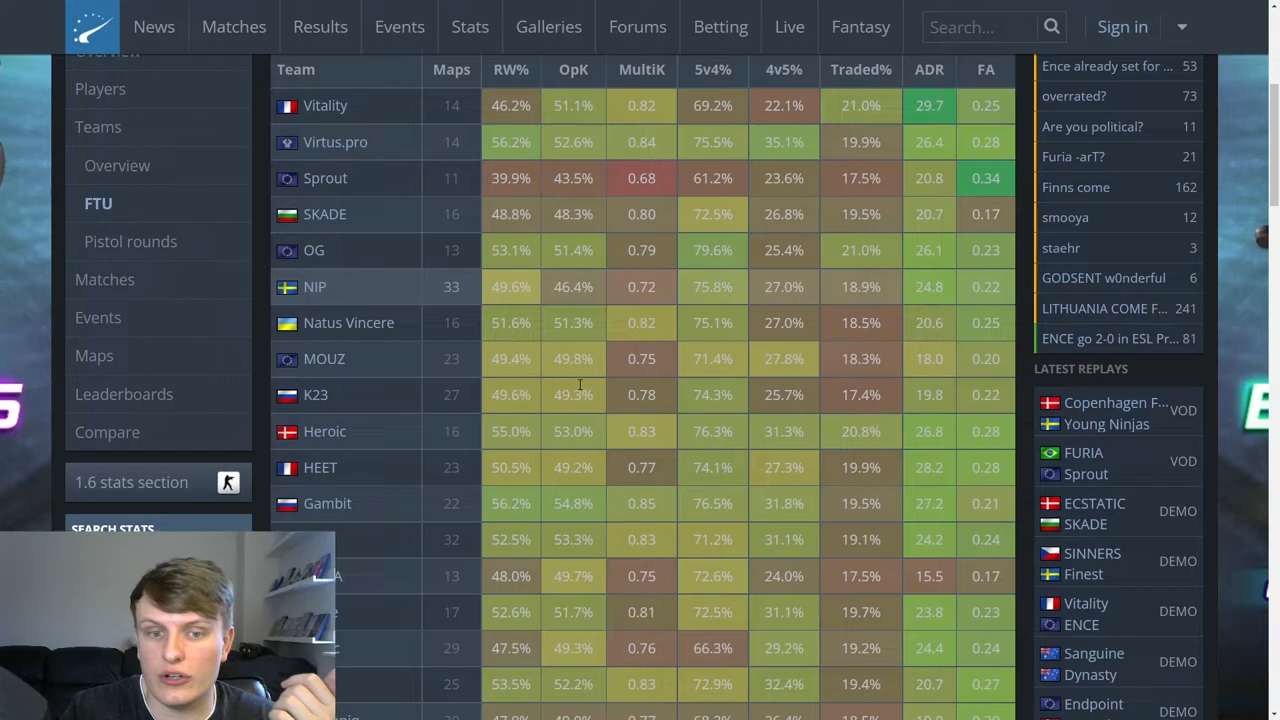 News Matches Results Events Stats Galleries Forums Betting Live Fantasy Search... Sign in
Players
Teams
Overview
FTU
Pistol rounds
Matches
Events
Maps
Leaderboards
Compare
1.6 stats section
SEARCH STATS
Team Maps RW% OpK MultiK 5v4% 4v5% Traded% ADR FA
Vitality 14 46.2% 51.1% 0.82 69.2% 22.1% 21.0% 29.7 0.25
Virtus.pro 14 56.2% 52.6% 0.84 75.5% 35.1% 19.9% 26.4 0.28
Sprout 11 39.9% 43.5% 0.68 61.2% 23.6% 17.5% 20.8 0.34
SKADE 16 48.8% 48.3% 0.80 72.5% 26.8% 19.5% 20.7 0.17
OG 13 53.1% 51.4% 0.79 79.6% 25.4% 21.0% 26.1 0.23
NIP 33 49.6% 46.4% 0.72 75.8% 27.0% 18.9% 24.8 0.22
Natus Vincere 16 51.6% 51.3% 0.82 75.1% 27.0% 18.5% 20.6 0.25
MOUZ 23 49.4% 49.8% 0.75 71.4% 27.8% 18.3% 18.0 0.20
K23 27 49.6% 49.3% 0.78 74.3% 25.7% 17.4% 19.8 0.22
Heroic 16 55.0% 53.0% 0.83 76.3% 31.3% 20.8% 26.8 0.28
HEET 23 50.5% 49.2% 0.77 74.1% 27.3% 19.9% 28.2 0.28
Gambit 22 56.2% 54.8% 0.85 76.5% 31.8% 19.5% 27.2 0.21
32 52.5% 53.3% 0.83 71.2% 31.1% 19.1% 24.2 0.24
13 48.0% 49.7% 0.75 72.6% 24.0% 17.5% 15.5 0.17
17 52.6% 51.7% 0.81 72.5% 31.1% 19.7% 23.8 0.23
29 47.5% 49.3% 0.76 66.3% 29.2% 19.2% 24.4 0.24
25 53.5% 52.2% 0.83 72.9% 32.4% 19.4% 20.7 0.27
Ence already set for ... 53
overrated? 73
Are you political? 11
Furia -arT? 21
Finns come 162
smooya 12
staehr 3
GODSENT w0nderful 6
LITHUANIA COME F... 241
ENCE go 2-0 in ESL Pr... 81
LATEST REPLAYS
Copenhagen F... VOD
Young Ninjas
FURIA VOD
Sprout
ECSTATIC DEMO
SKADE
SINNERS DEMO
Finest
Vitality DEMO
ENCE
Sanguine DEMO
Dynasty
Endpoint DEMO